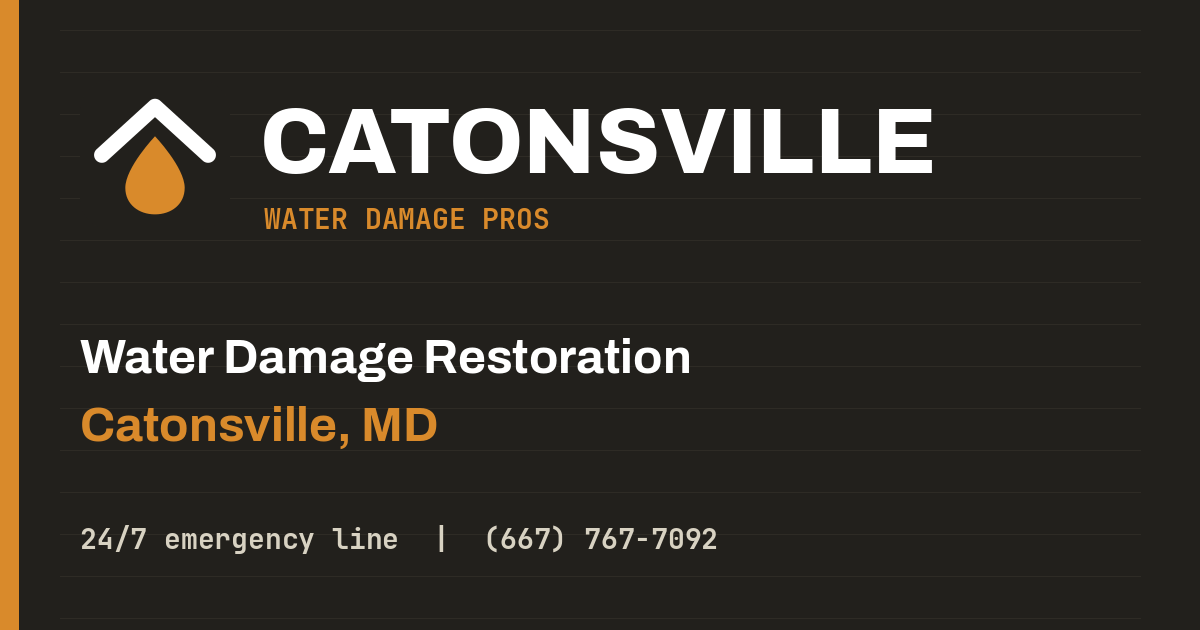 CATONSVILLE
WATER DAMAGE PROS
Water Damage Restoration
Catonsville, MD
24/7 emergency line | (667) 767-7092